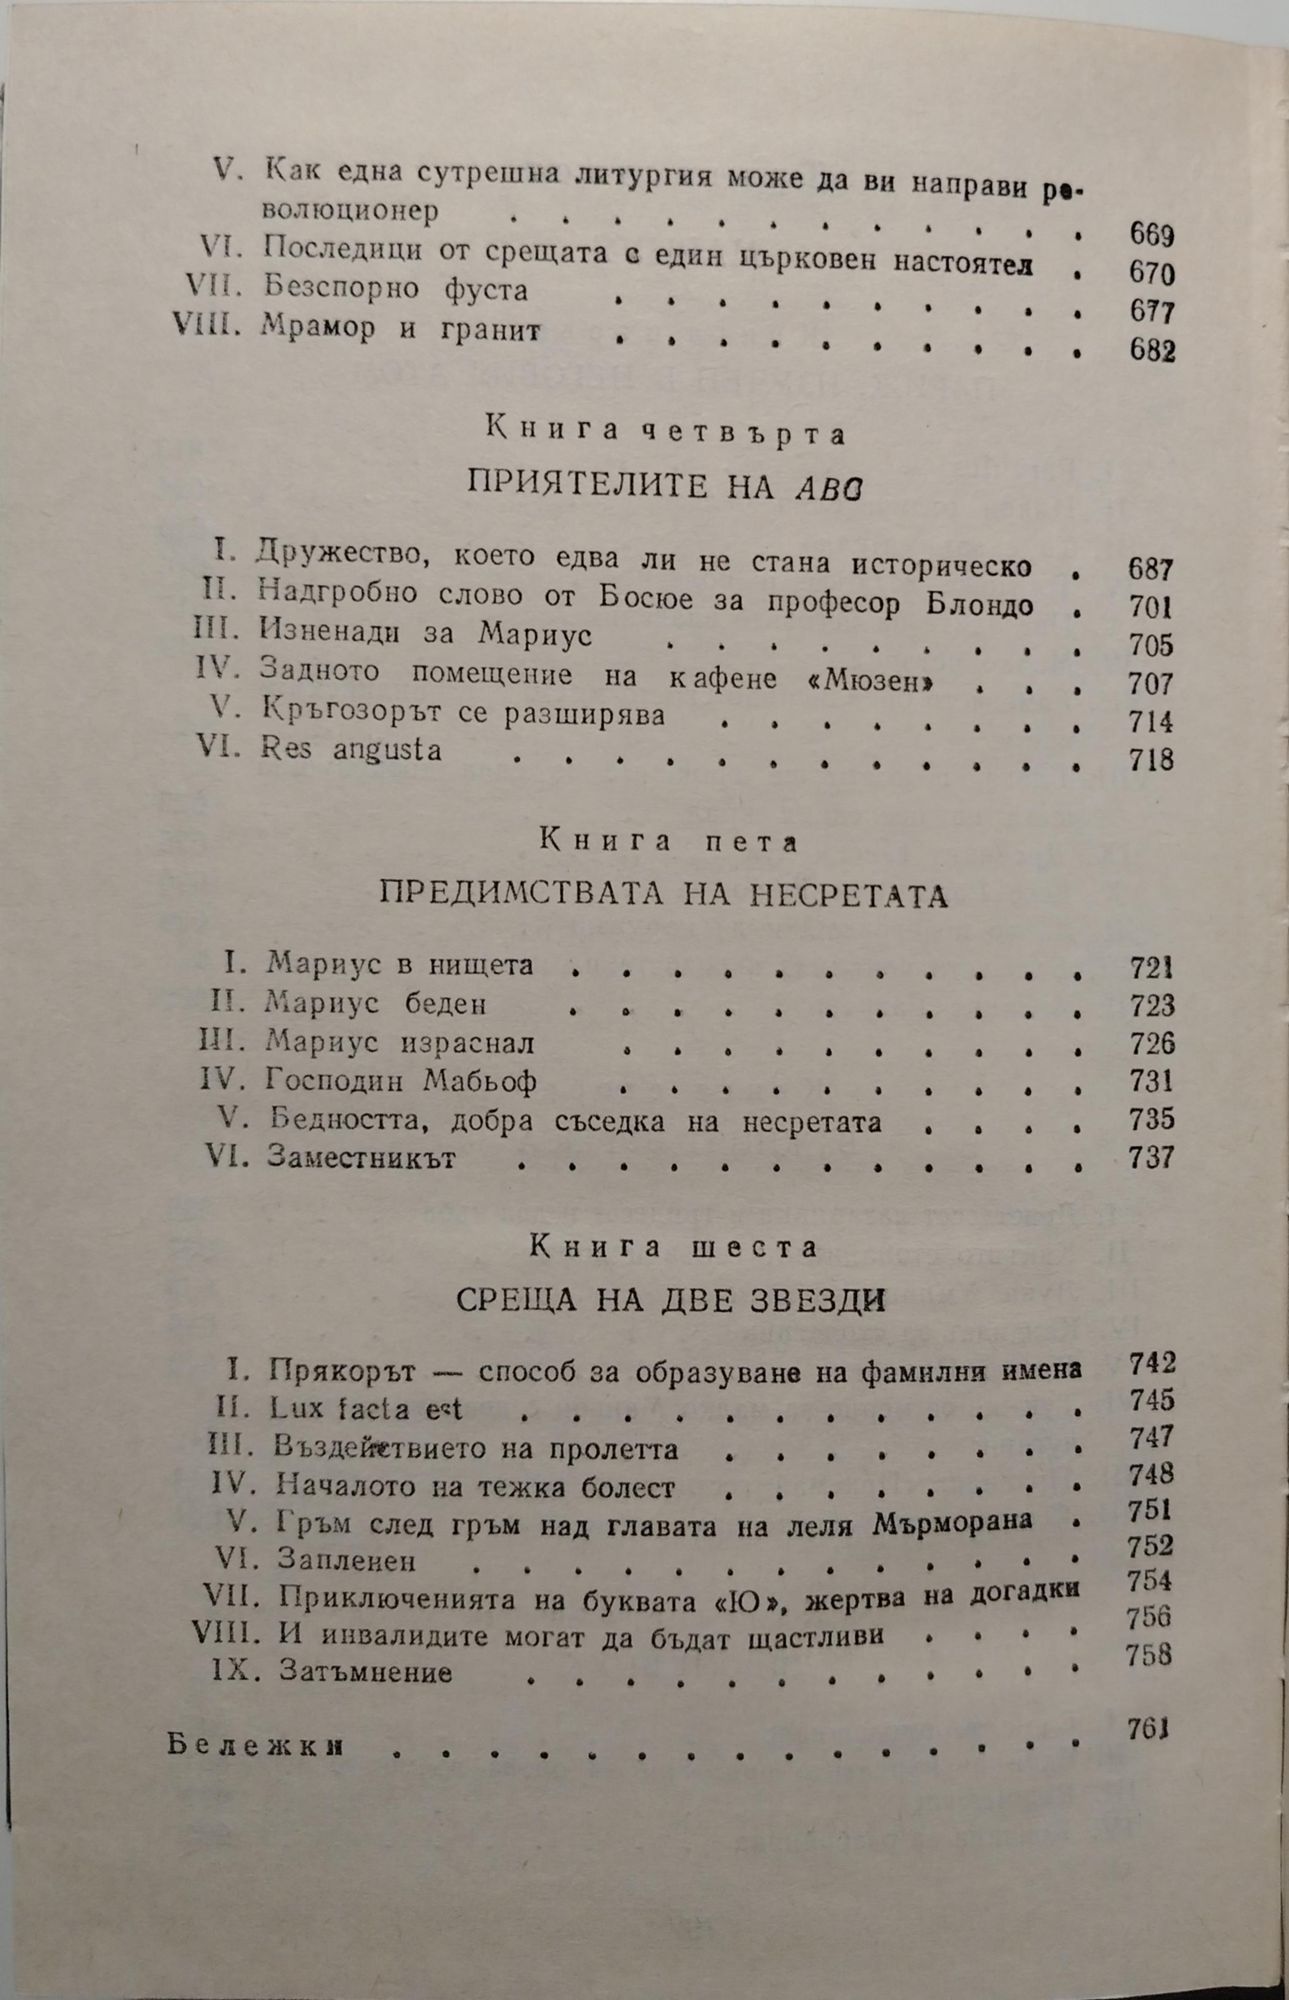 V. Как една сутрешна литургия може да ви направи ре-
волюционер . . . . . . . . . . . . 669
VI. Последици от срещата с един църковен настоятел . 670
VII. Безспорно фуста . . . . . . . . . . 677
VIII. Мрамор и гранит . . . . . . . . . . 682
Книга четвърта
ПРИЯТЕЛИТЕ НА ABC
I. Дружество, което едва ли не стана историческо . 687
II. Надгробно слово от Босюе за професор Блондо . 701
III. Изненади за Мариус . . . . . . . . . 705
IV. Задното помещение на кафене «Мюзен» . . . 707
V. Кръгозорът се разширява . . . . . . . . 714
VI. Res angusta . . . . . . . . . . . . 718
Книга пета
ПРЕДИМСТВАТА НА НЕСРЕТАТА
I. Мариус в нищета . . . . . . . . . . . 721
II. Мариус беден . . . . . . . . . . . 723
III. Мариус израснал . . . . . . . . . . 726
IV. Господин Мабьоф . . . . . . . . . . 731
V. Бедността, добра съседка на несретата . . . . 735
VI. Заместникът . . . . . . . . . . . . 737
Книга шеста
СРЕЩА НА ДВЕ ЗВЕЗДИ
I. Прякорът — способ за образуване на фамилни имена 742
II. Lux facta est . . . . . . . . . . . . 745
III. Въздействието на пролетта . . . . . . . . 747
IV. Началото на тежка болест . . . . . . . . 748
V. Гръм след гръм над главата на леля Мърморана . 751
VI. Запленен . . . . . . . . . . . . . 752
VII. Приключенията на буквата «Ю», жертва на догадки 754
VIII. И инвалидите могат да бъдат щастливи . . . . 756
IX. Затъмнение . . . . . . . . . . . . 758
Бележки . . . . . . . . . . . . . . . 761